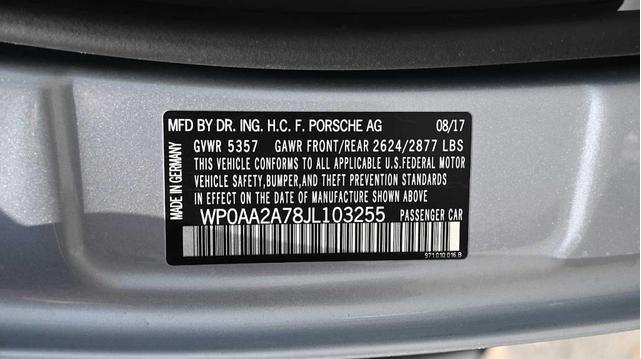 MFD BY DR. ING. H.C. F. PORSCHE AG 08/17
MADE IN GERMANY
GVWR 5357 GAWR FRONT/REAR 2624/2877 LBS
THIS VEHICLE CONFORMS TO ALL APPLICABLE U.S.FEDERAL MOTOR
VEHICLE SAFETY,BUMPER,AND THEFT PREVENTION STANDARDS
IN EFFECT ON THE DATE OF MANUFACTURE SHOWN ABOVE
WP0AA2A78JL103255 PASSENGER CAR
971.010.016.B